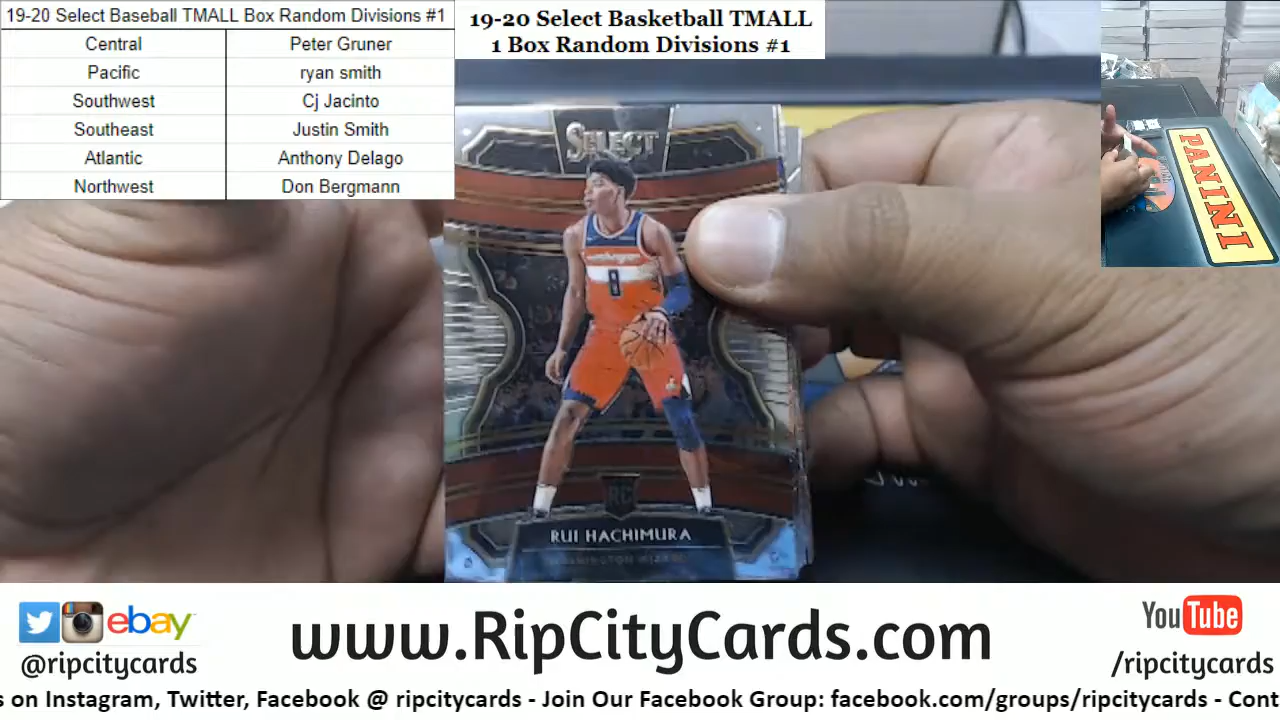 19-20 Select Baseball TMALL Box Random Divisions #1
Central Peter Gruner
Pacific ryan smith
Southwest Cj Jacinto
Southeast Justin Smith
Atlantic Anthony Delago
Northwest Don Bergmann
19-20 Select Basketball TMALL
1 Box Random Divisions #1
PANINI
SELECT
8
RC
RUI HACHIMURA
WASHINGTON WIZARDS
ebay
@ripcitycards
www.RipCityCards.com
YouTube
/ripcitycards
s on Instagram, Twitter, Facebook @ ripcitycards - Join Our Facebook Group: facebook.com/groups/ripcitycards - Cont